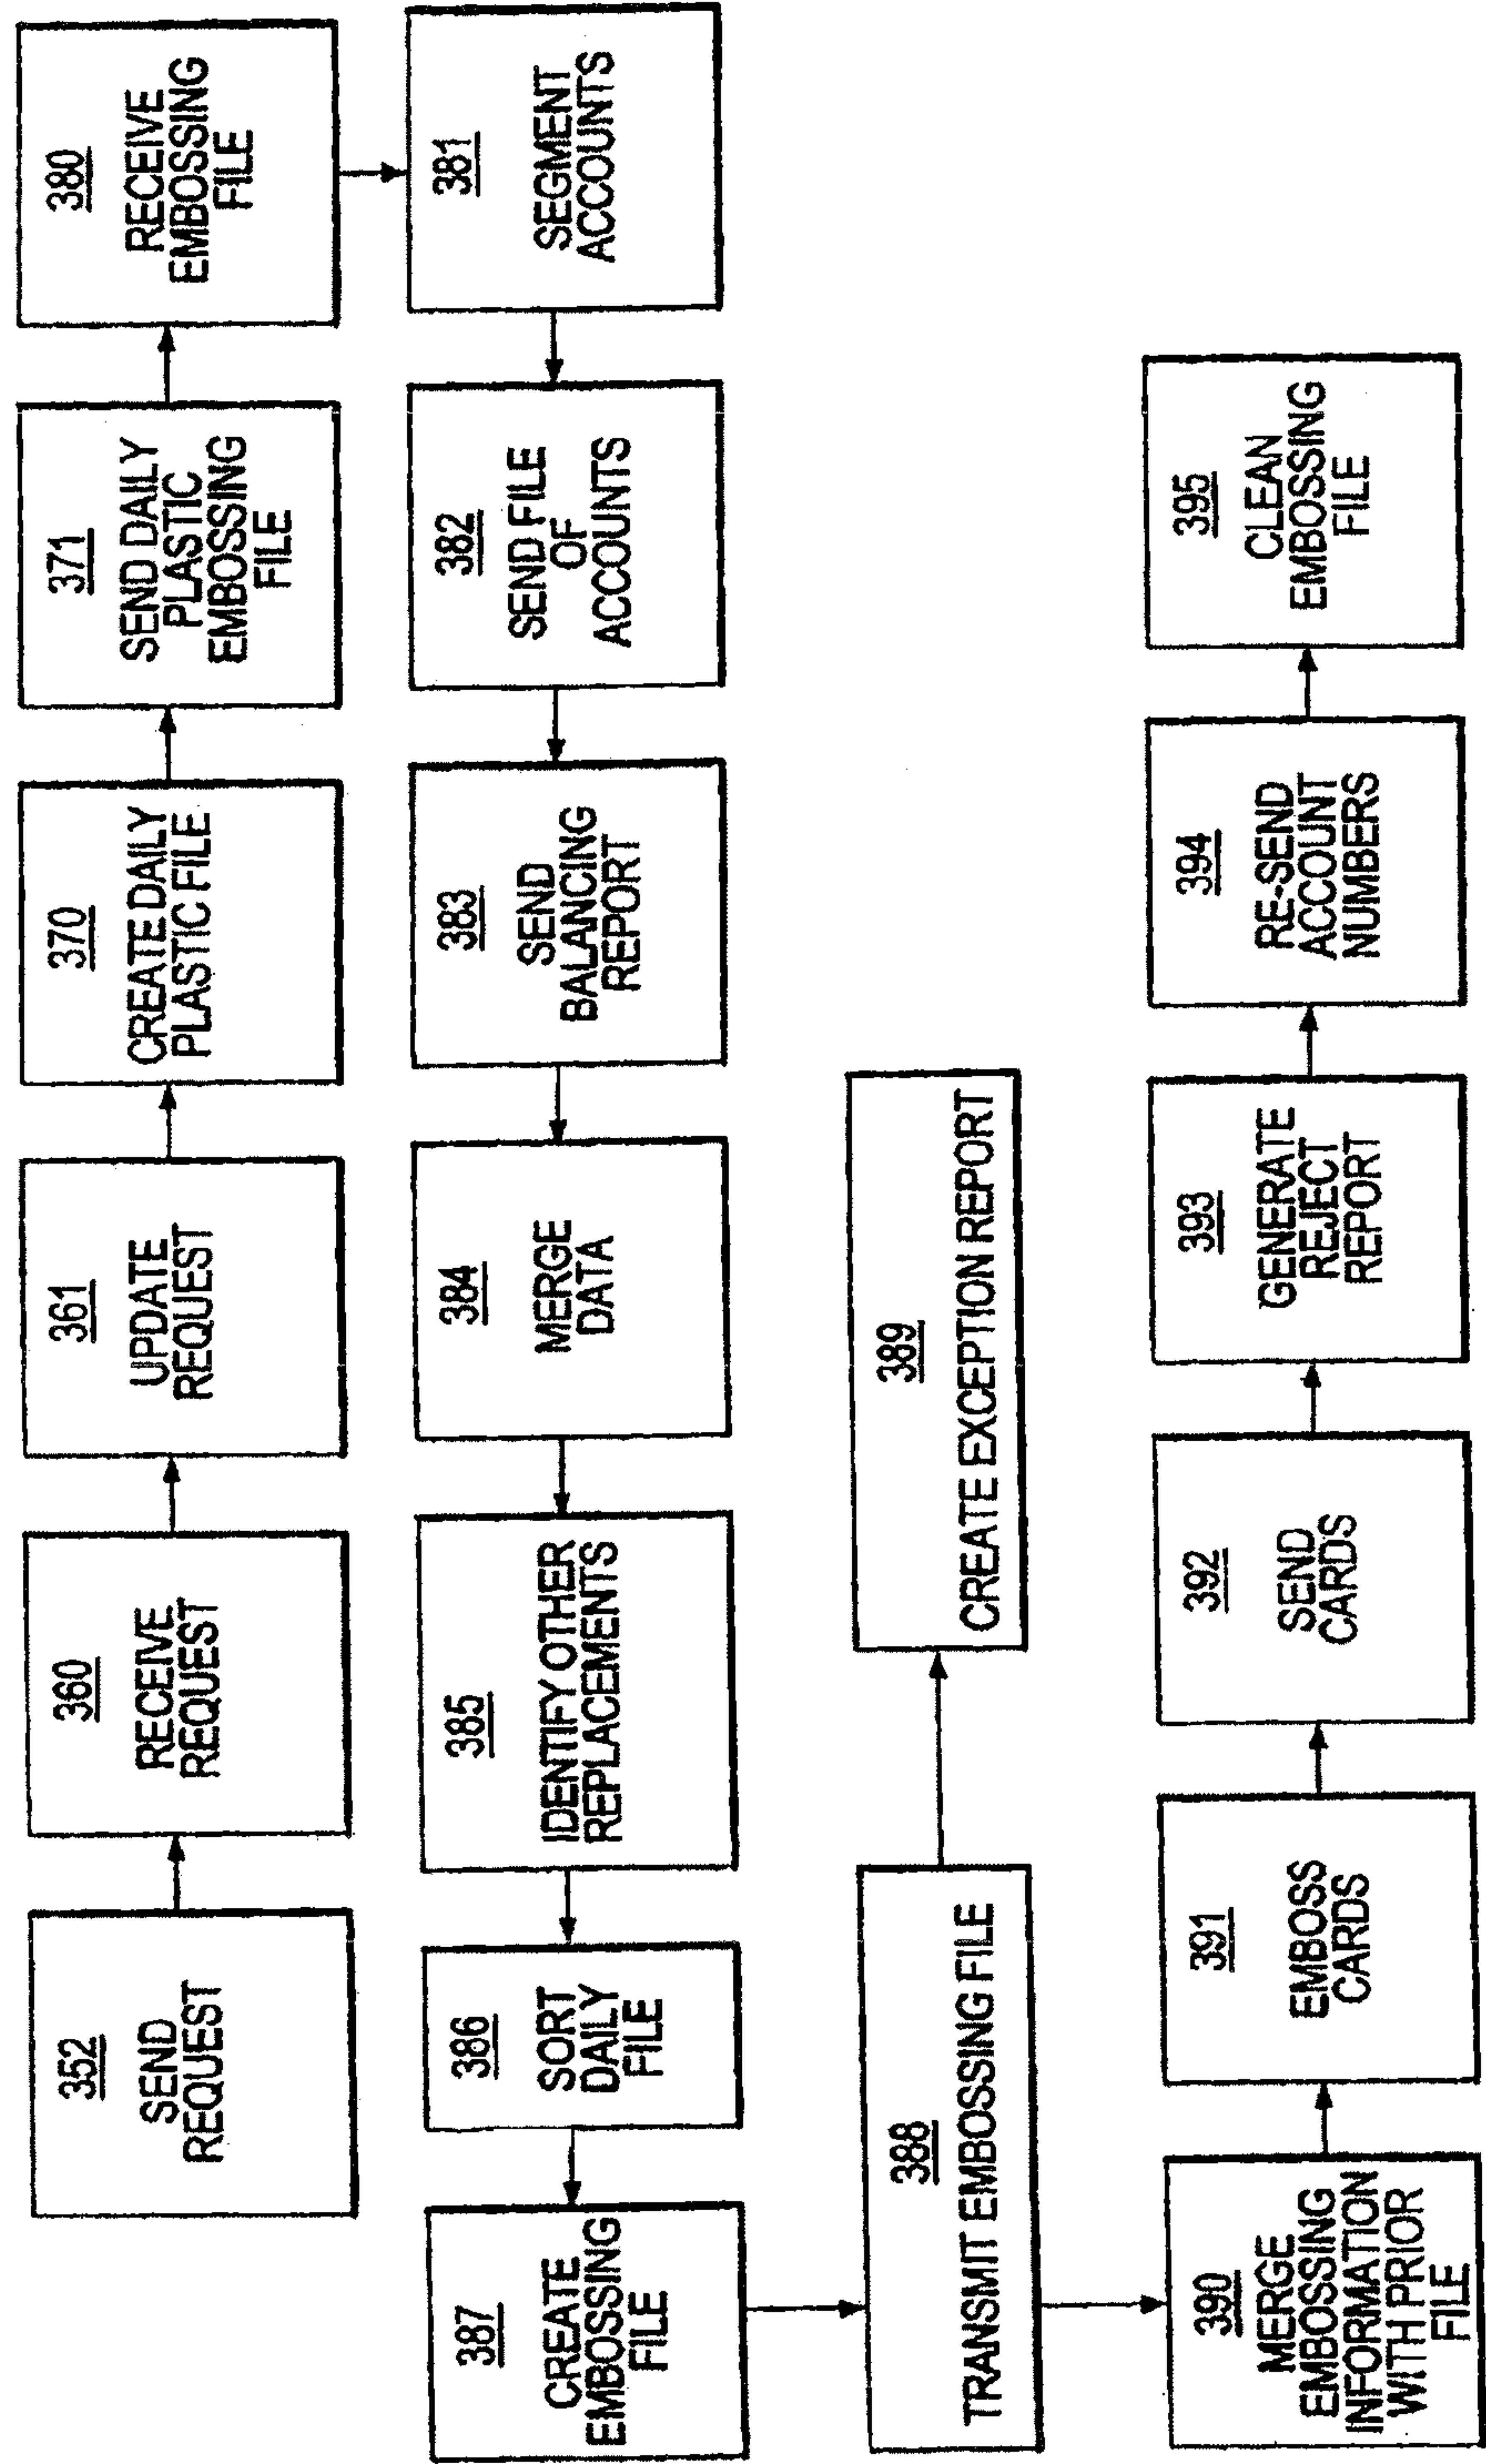 352
SEND
REQUEST
360
RECEIVE
REQUEST
361
UPDATE
REQUEST
370
CREATE DAILY
PLASTIC FILE
371
SEND DAILY
PLASTIC
EMBOSSING
FILE
380
RECEIVE
EMBOSSING
FILE
381
SEGMENT
ACCOUNTS
382
SEND FILE
OF
ACCOUNTS
383
SEND
BALANCING
REPORT
384
MERGE
DATA
385
IDENTIFY OTHER
REPLACEMENTS
386
SORT
DAILY
FILE
387
CREATE
EMBOSSING
FILE
388
TRANSMIT EMBOSSING FILE
389
CREATE EXCEPTION REPORT
390
MERGE
EMBOSSING
INFORMATION
WITH PRIOR
FILE
391
EMBOSS
CARDS
392
SEND
CARDS
393
GENERATE
REJECT
REPORT
394
RE-SEND
ACCOUNT
NUMBERS
395
CLEAN
EMBOSSING
FILE